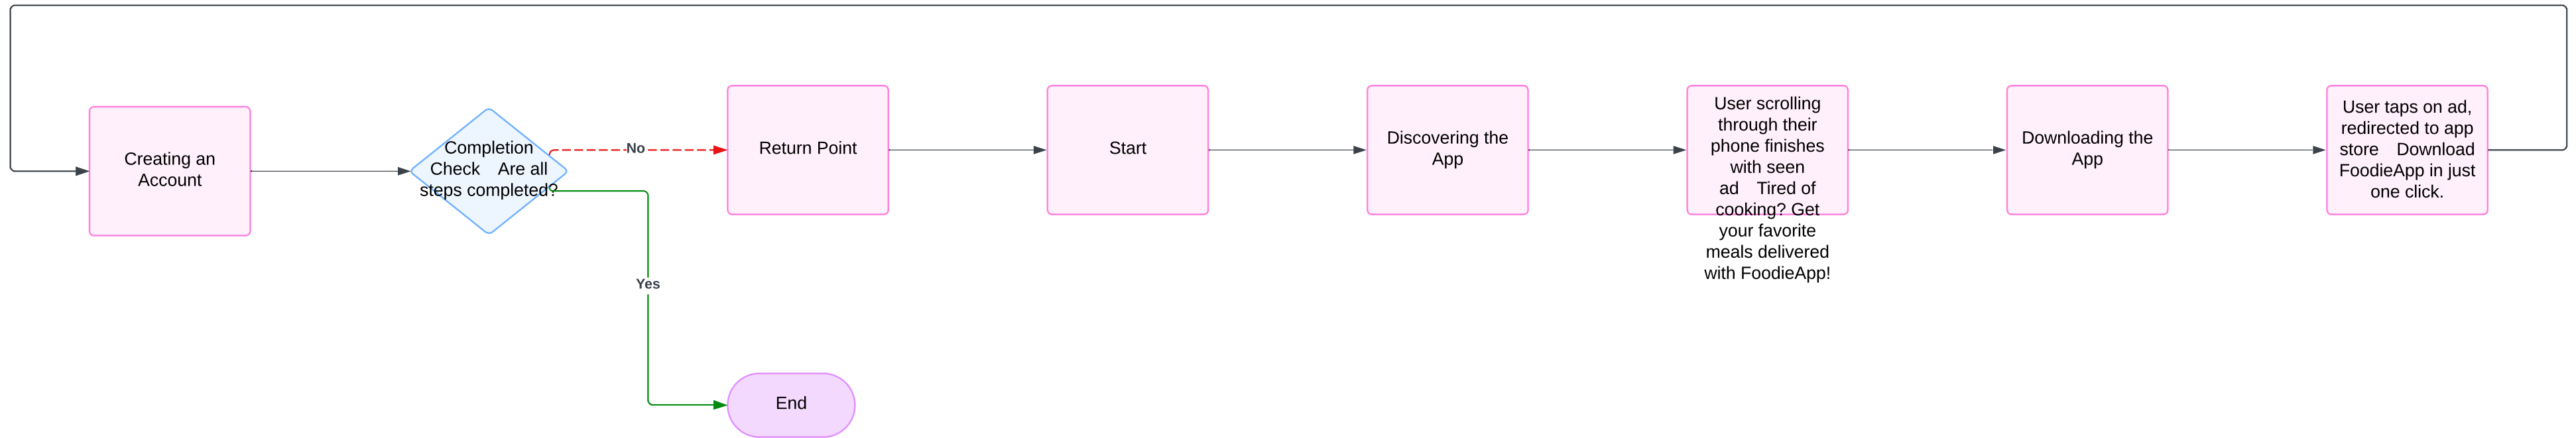 Creating an
Account
Completion
Check    Are all
steps completed?
No
Yes
Return Point
Start
Discovering the
App
User scrolling
through their
phone finishes
with seen
ad    Tired of
cooking? Get
your favorite
meals delivered
with FoodieApp!
Downloading the
App
User taps on ad,
redirected to app
store    Download
FoodieApp in just
one click.
End